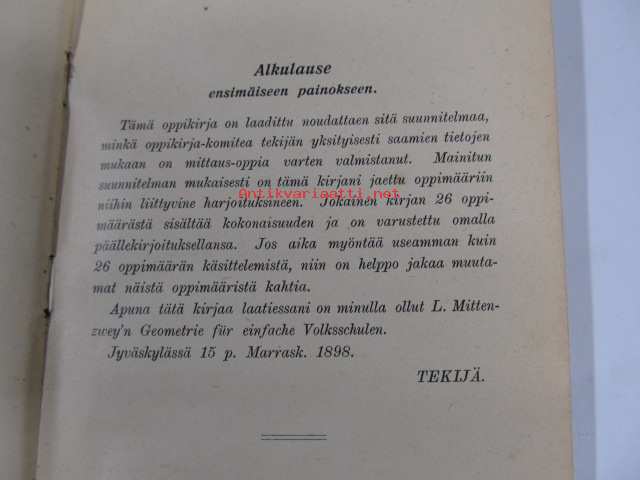 Alkulause
ensimäiseen painokseen.
Tämä oppikirja on laadittu noudattaen sitä suunnitelmaa,
minkä oppikirja-komitea tekijän yksityisesti saamien tietojen
mukaan on mittaus-oppia varten valmistanut. Mainitun
suunnitelman mukaisesti on tämä kirjani jaettu oppimääriin
Antikvariaatti.net
niihin liittyvine harjoituksineen. Jokainen kirjan 26 oppi-
määrästä sisältää kokonaisuuden ja on varustettu omalla
päällekirjoituksellansa. Jos aika myöntää useamman kuin
26 oppimäärän käsittelemistä, niin on helppo jakaa muuta-
mat näistä oppimääristä kahtia.
Apuna tätä kirjaa laatiessani on minulla ollut L. Mitten-
zwey'n Geometrie für einfache Volksschulen.
Jyväskylässä 15 p. Marrask. 1898.
TEKIJÄ.